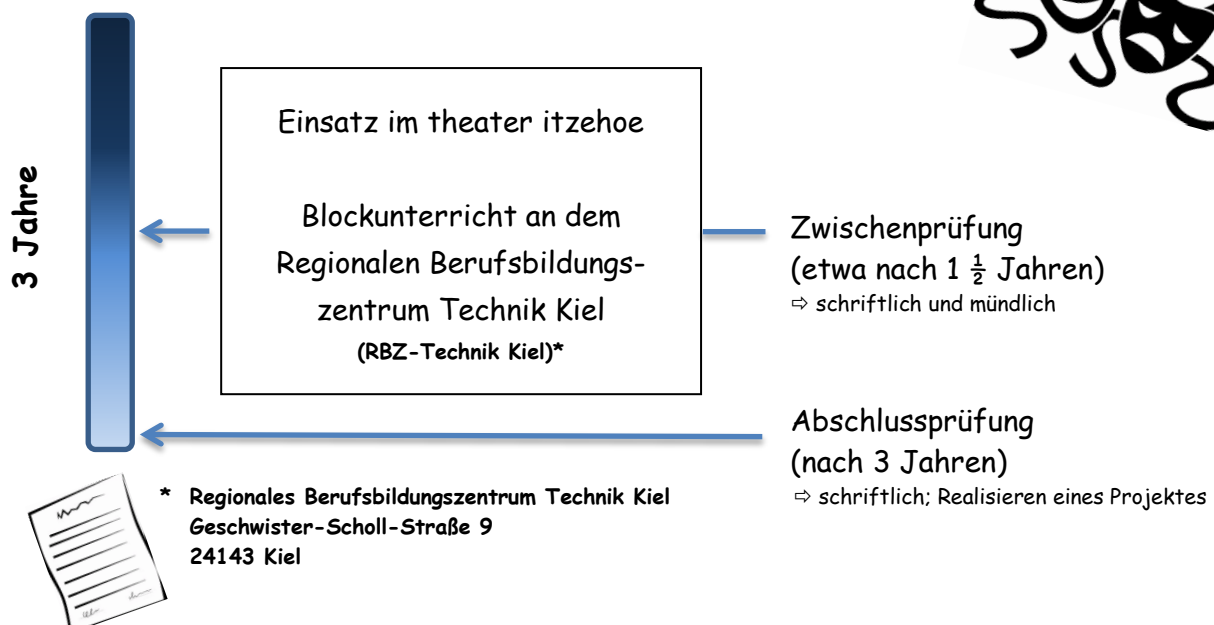 3 Jahre
Einsatz im theater itzehoe
Blockunterricht an dem
Regionalen Berufsbildungs-
zentrum Technik Kiel
(RBZ-Technik Kiel)*
Zwischenprüfung
(etwa nach 1 ½ Jahren)
⇨ schriftlich und mündlich
Abschlussprüfung
(nach 3 Jahren)
⇨ schriftlich; Realisieren eines Projektes
* Regionales Berufsbildungszentrum Technik Kiel
Geschwister-Scholl-Straße 9
24143 Kiel